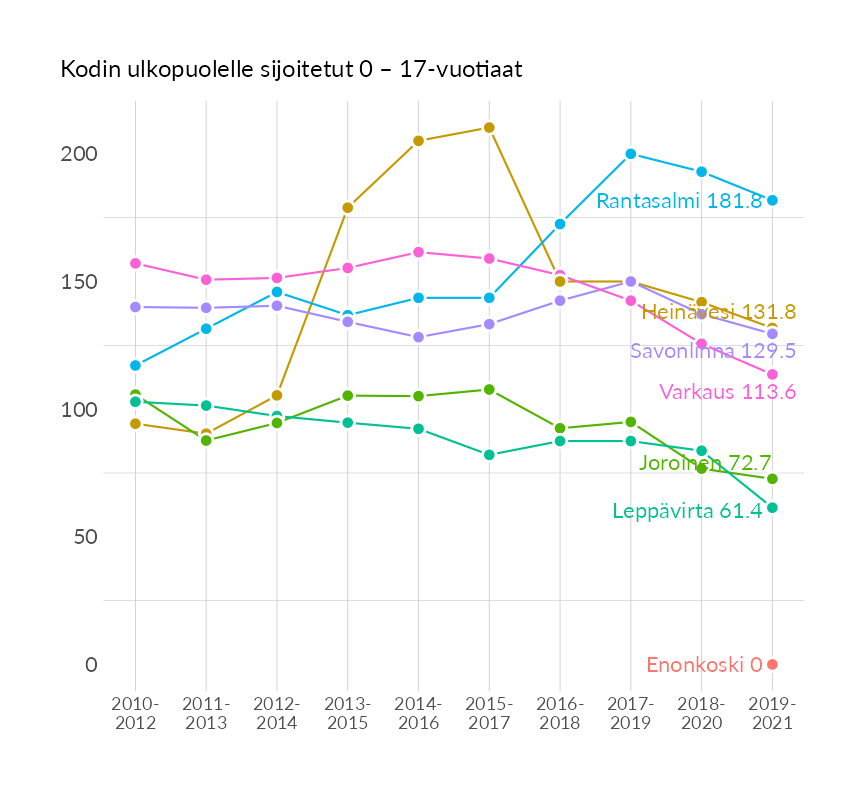 Kodin ulkopuolelle sijoitetut 0 – 17-vuotiaat
200
150
100
50
0
Rantasalmi 181.8
Heinävesi 131.8
Savonlinna 129.5
Varkaus 113.6
Joroinen 72.7
Leppävirta 61.4
Enonkoski 0
2010- 2011- 2012- 2013- 2014- 2015- 2016- 2017- 2018- 2019-
2012 2013 2014 2015 2016 2017 2018 2019 2020 2021